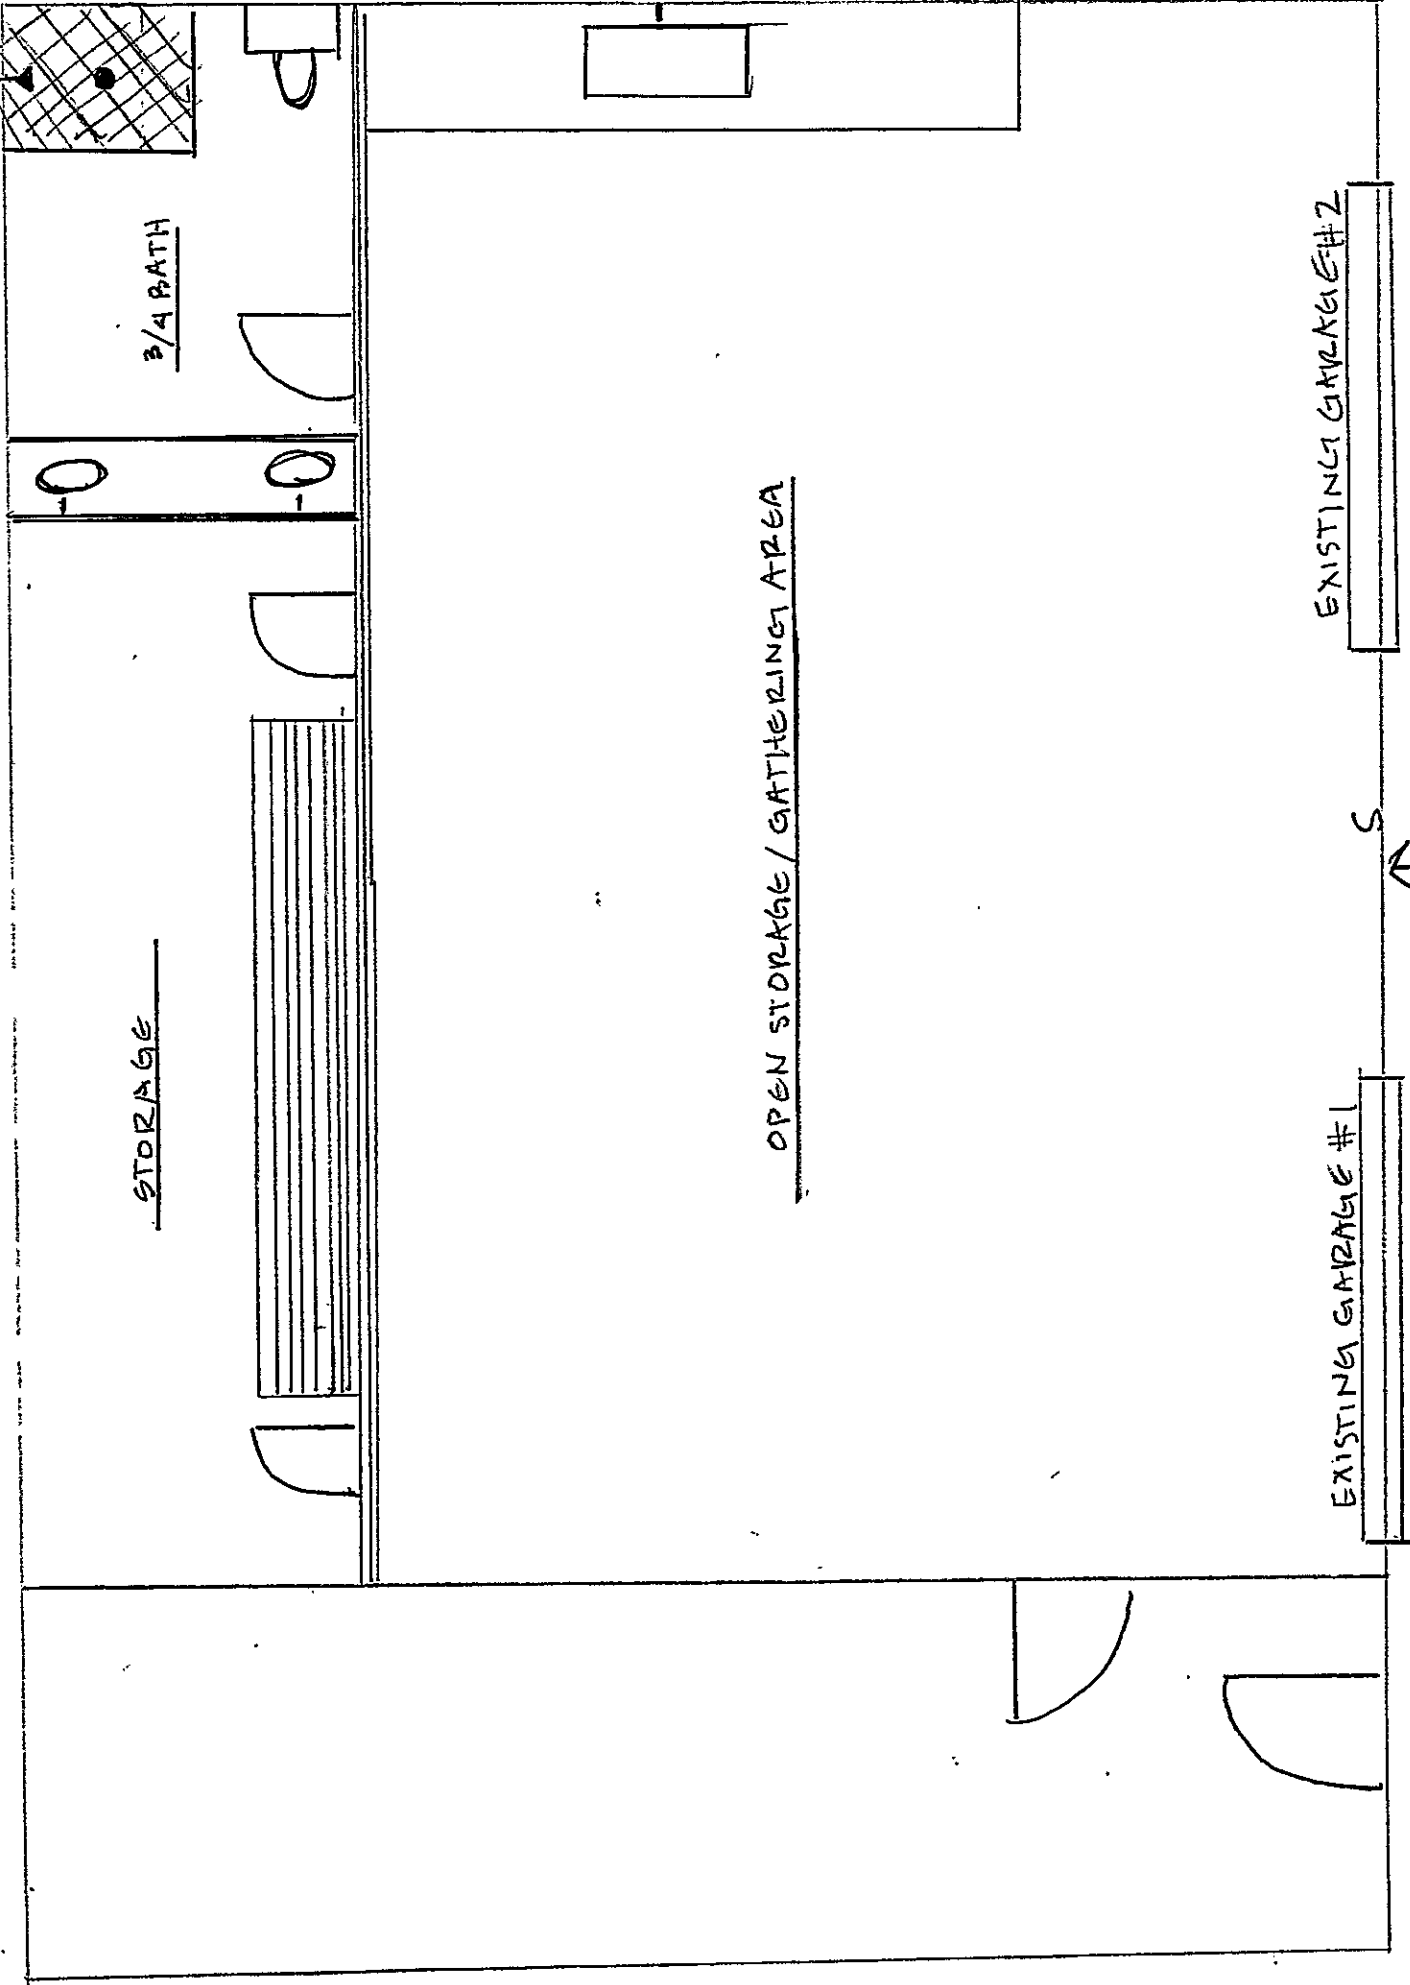 3/4 BATH
STORAGE
OPEN STORAGE / GATHERING AREA
EXISTING GARAGE #2
EXISTING GARAGE #1
S